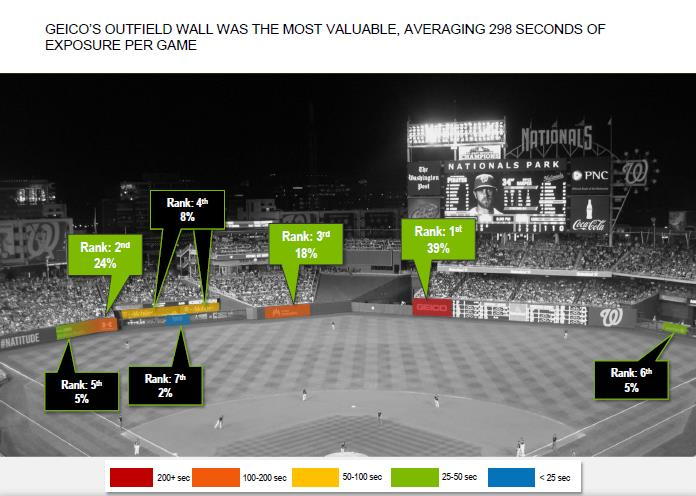 GEICO'S OUTFIELD WALL WAS THE MOST VALUABLE, AVERAGING 298 SECONDS OF
EXPOSURE PER GAME
NATIONALS
CHAMPIONS
NATIONALS PARK
The
Washington
Post
PNC
W
Coca-Cola
Rank: 4th
8%
Rank: 2nd
24%
Rank: 3rd
18%
Rank: 1st
39%
GEICO
W
#NATITUDE
Rank: 5th
5%
Rank: 7th
2%
Rank: 6th
5%
200+ sec
100-200 sec
50-100 sec
25-50 sec
< 25 sec